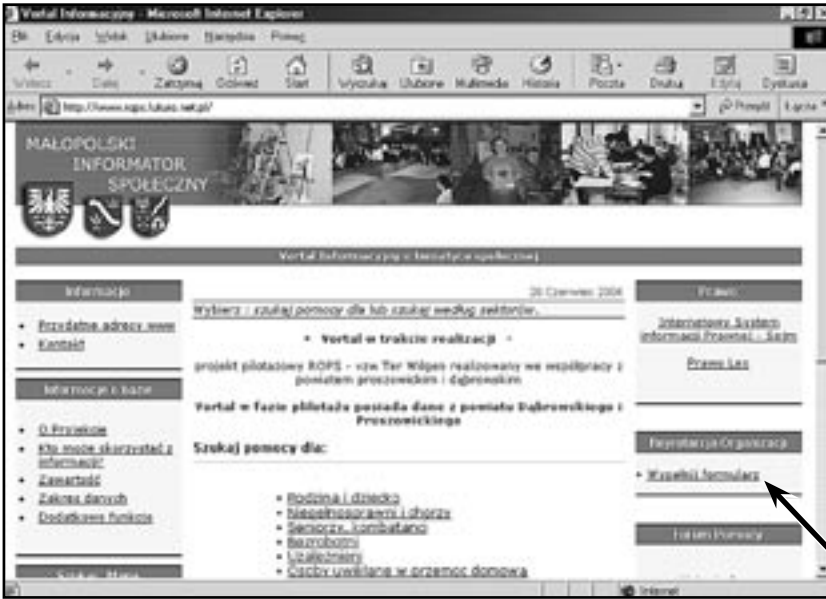 Vortal Informacyjny - Microsoft Internet Explorer
Plik Edycja Widok Ulubione Narzędzia Pomoc
Wstecz Dalej Zatrzymaj Odśwież Start Wyszukaj Ulubione Multimedia Historia Poczta Drukuj Edytuj Dyskusja
Adres http://www.rops.luksus.net.pl/ Przejdź Łącza
MAŁOPOLSKI
INFORMATOR
SPOŁECZNY
Vortal Informacyjny o tematyce społecznej
Informacje
Przydatne adresy www
Kontakt
Informacje o bazie
O Projekcie
Kto może skorzystać z
informacji?
Zawartość
Zakres danych
Dodatkowe funkcje
28 Czerwiec 2004
Wybierz : szukaj pomocy dla lub szukaj według sektorów.
• Vortal w trakcie realizacji •
projekt pilotażowy ROPS - vzw Ter Wilgen realizowany we współpracy z
powiatem proszowickim i dąbrowskim
Vortal w fazie pilotażu posiada dane z powiatu Dąbrowskiego i
Proszowickiego
Szukaj pomocy dla:
• Rodzina i dziecko
• Niepełnosprawni i chorzy
• Seniorzy, kombatanci
• Bezrobotni
• Uzależnieni
• Osoby uwikłane w przemoc domową
Prawo
Internetowy System
Informacji Prawnej - Sejm
Prawo Lex
Rejestracja Organizacji
• Wypełnij formularz
Forum Pomocy
Internet